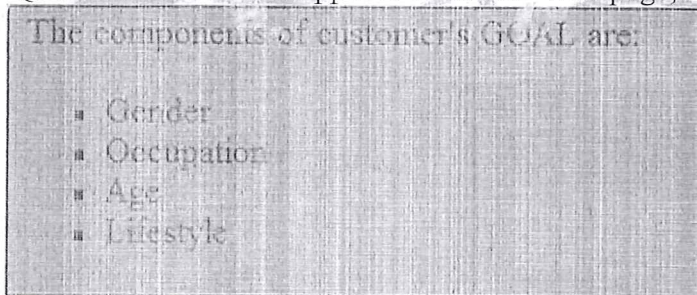 The components of customer's GOAL are:
▪ Gender
▪ Occupation
▪ Age
▪ Lifestyle